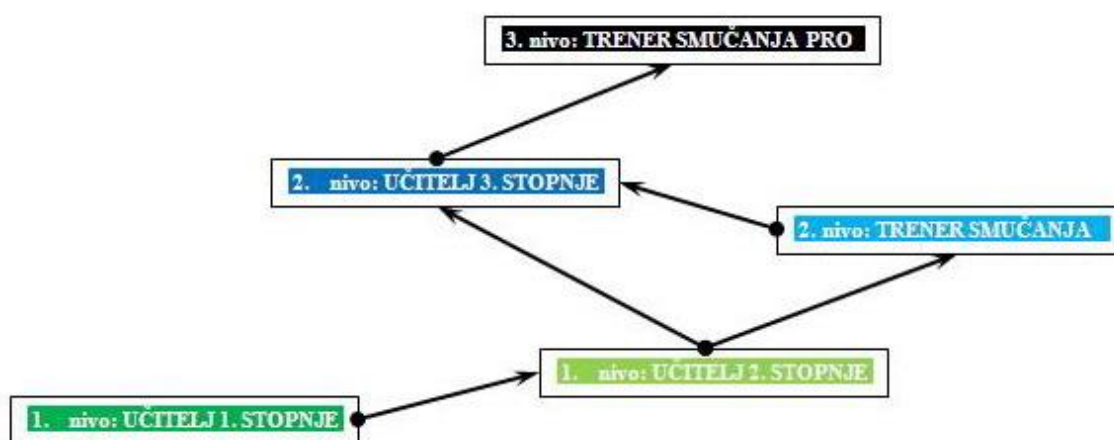 3. nivo: TRENER SMUČANJA PRO
2. nivo: UČITELJ 3. STOPNJE
2. nivo: TRENER SMUČANJA
1. nivo: UČITELJ 2. STOPNJE
1. nivo: UČITELJ 1. STOPNJE